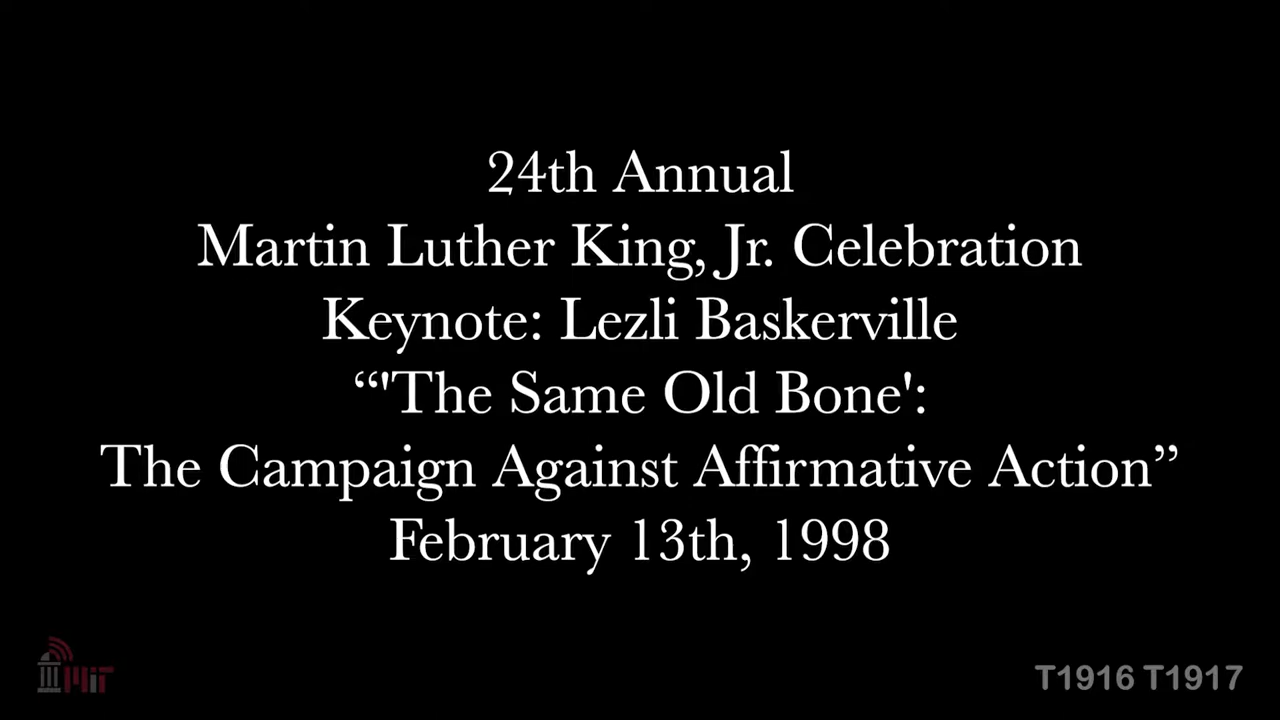 24th Annual
Martin Luther King, Jr. Celebration
Keynote: Lezli Baskerville
“'The Same Old Bone':
The Campaign Against Affirmative Action”
February 13th, 1998
MIT
T1916 T1917